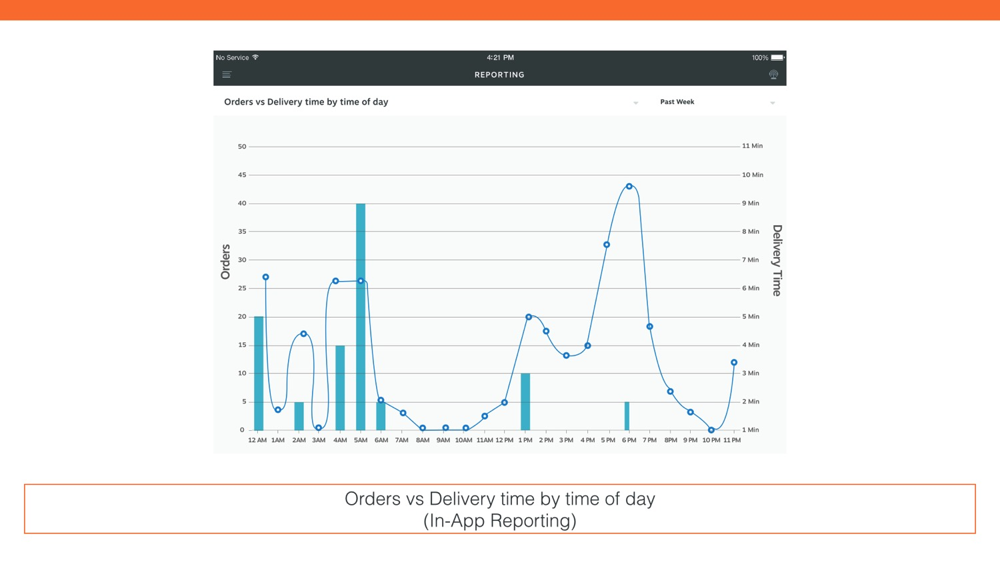 No Service 4:21 PM 100%
REPORTING
Orders vs Delivery time by time of day Past Week
50 11 Min
45 10 Min
40 9 Min
35 8 Min
30 7 Min
25 6 Min
20 5 Min
15 4 Min
10 3 Min
5 2 Min
0 1 Min
Orders
Delivery Time
12 AM 1AM 2AM 3AM 4AM 5AM 6AM 7AM 8AM 9AM 10AM 11AM 12 PM 1 PM 2 PM 3 PM 4 PM 5 PM 6 PM 7 PM 8PM 9 PM 10 PM 11 PM
Orders vs Delivery time by time of day
(In-App Reporting)